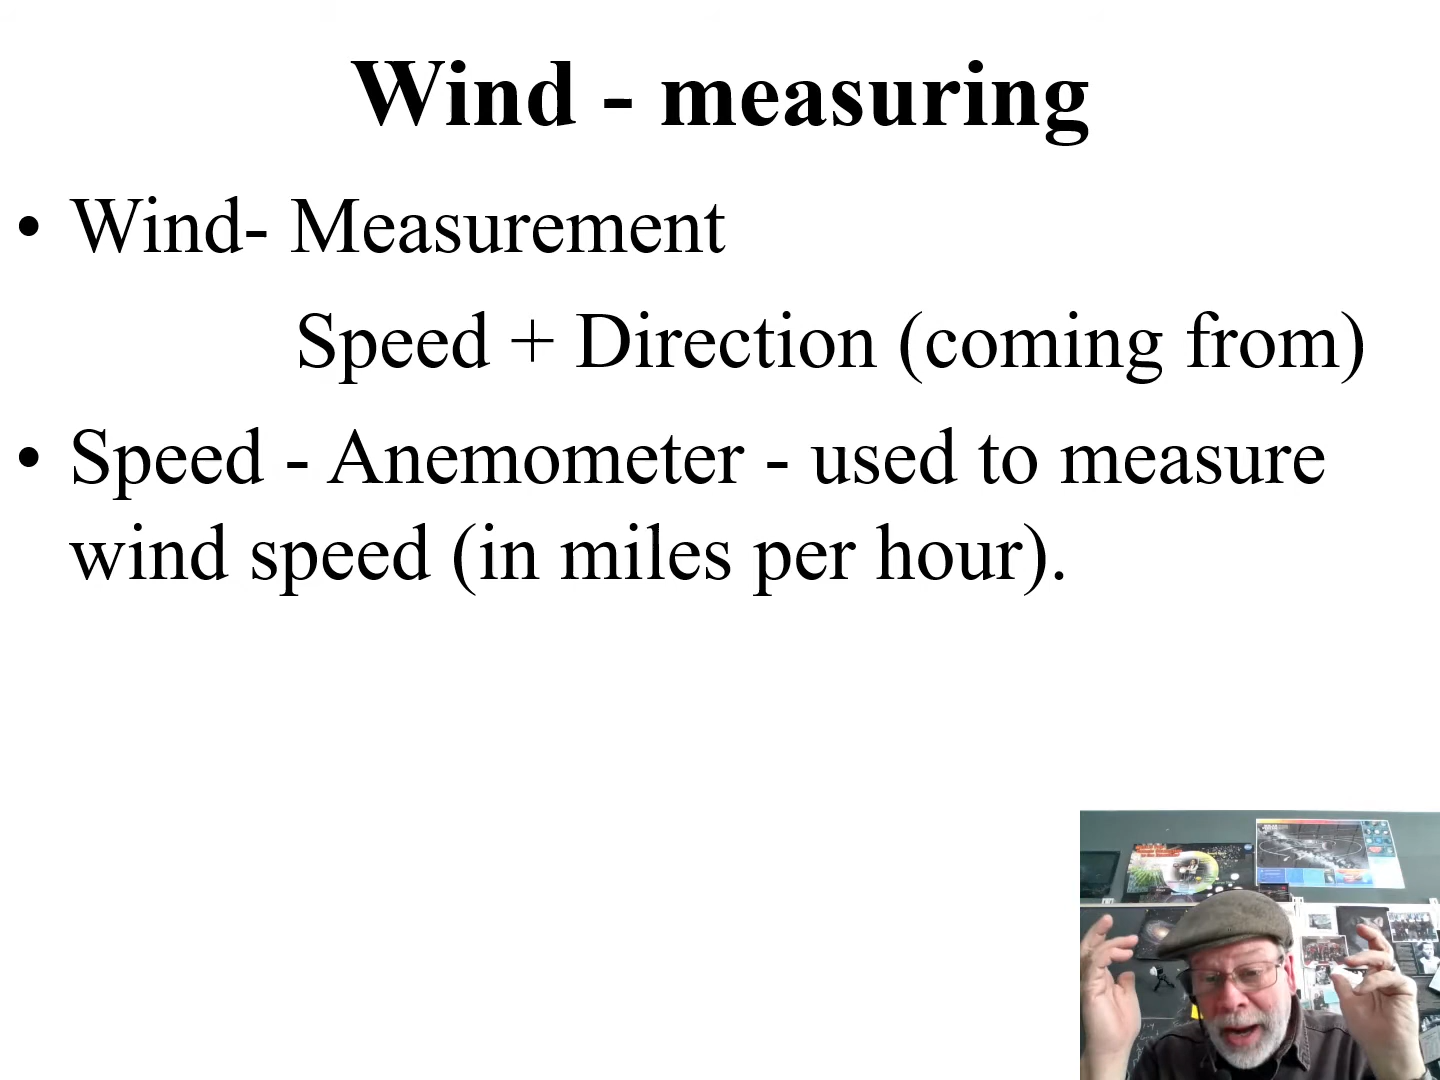 Wind - measuring
• Wind- Measurement
Speed + Direction (coming from)
• Speed - Anemometer - used to measure
wind speed (in miles per hour).